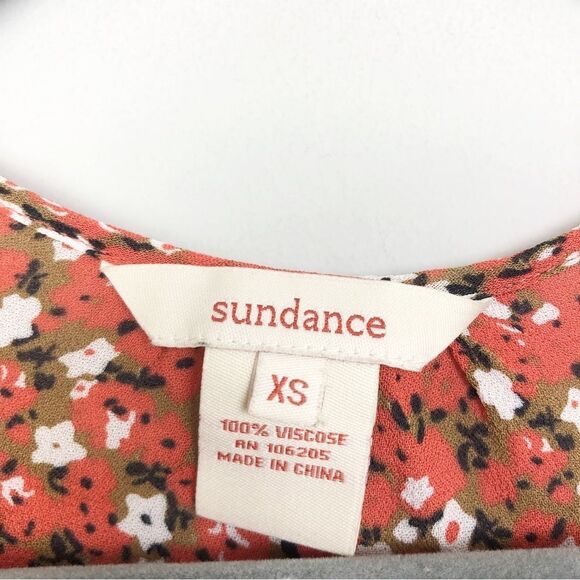 sundance
XS
100% VISCOSE
RN 106205
MADE IN CHINA